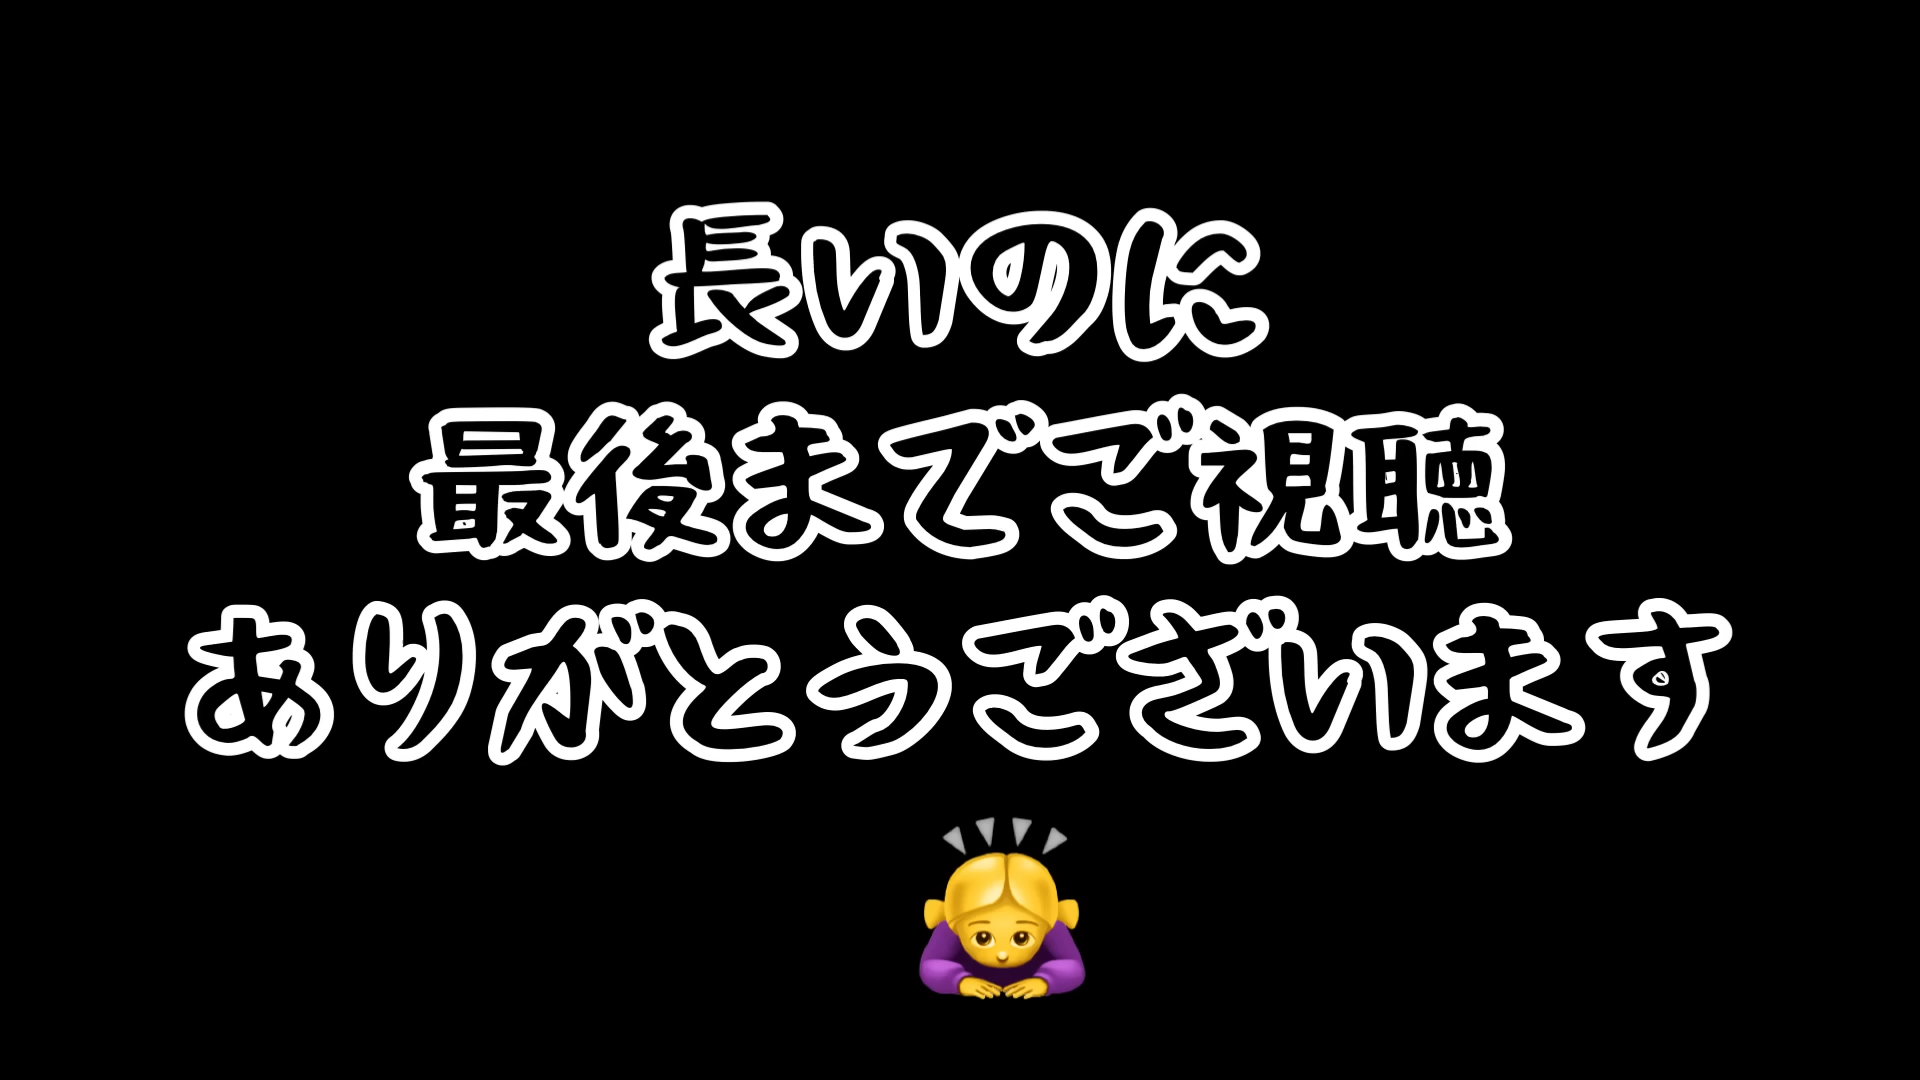 長いのに
最後までご視聴
ありがとうございます